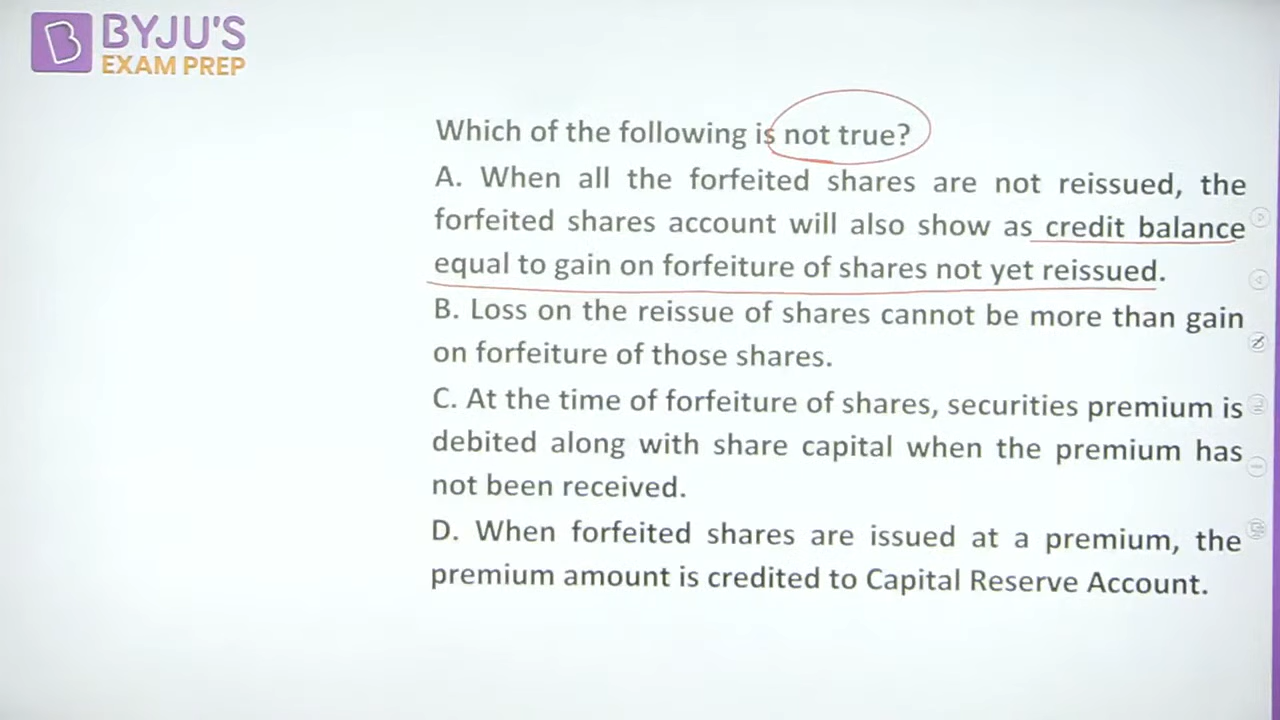 BYJU'S
EXAM PREP
Which of the following is not true?
A. When all the forfeited shares are not reissued, the
forfeited shares account will also show as credit balance
equal to gain on forfeiture of shares not yet reissued.
B. Loss on the reissue of shares cannot be more than gain
on forfeiture of those shares.
C. At the time of forfeiture of shares, securities premium is
debited along with share capital when the premium has
not been received.
D. When forfeited shares are issued at a premium, the
premium amount is credited to Capital Reserve Account.